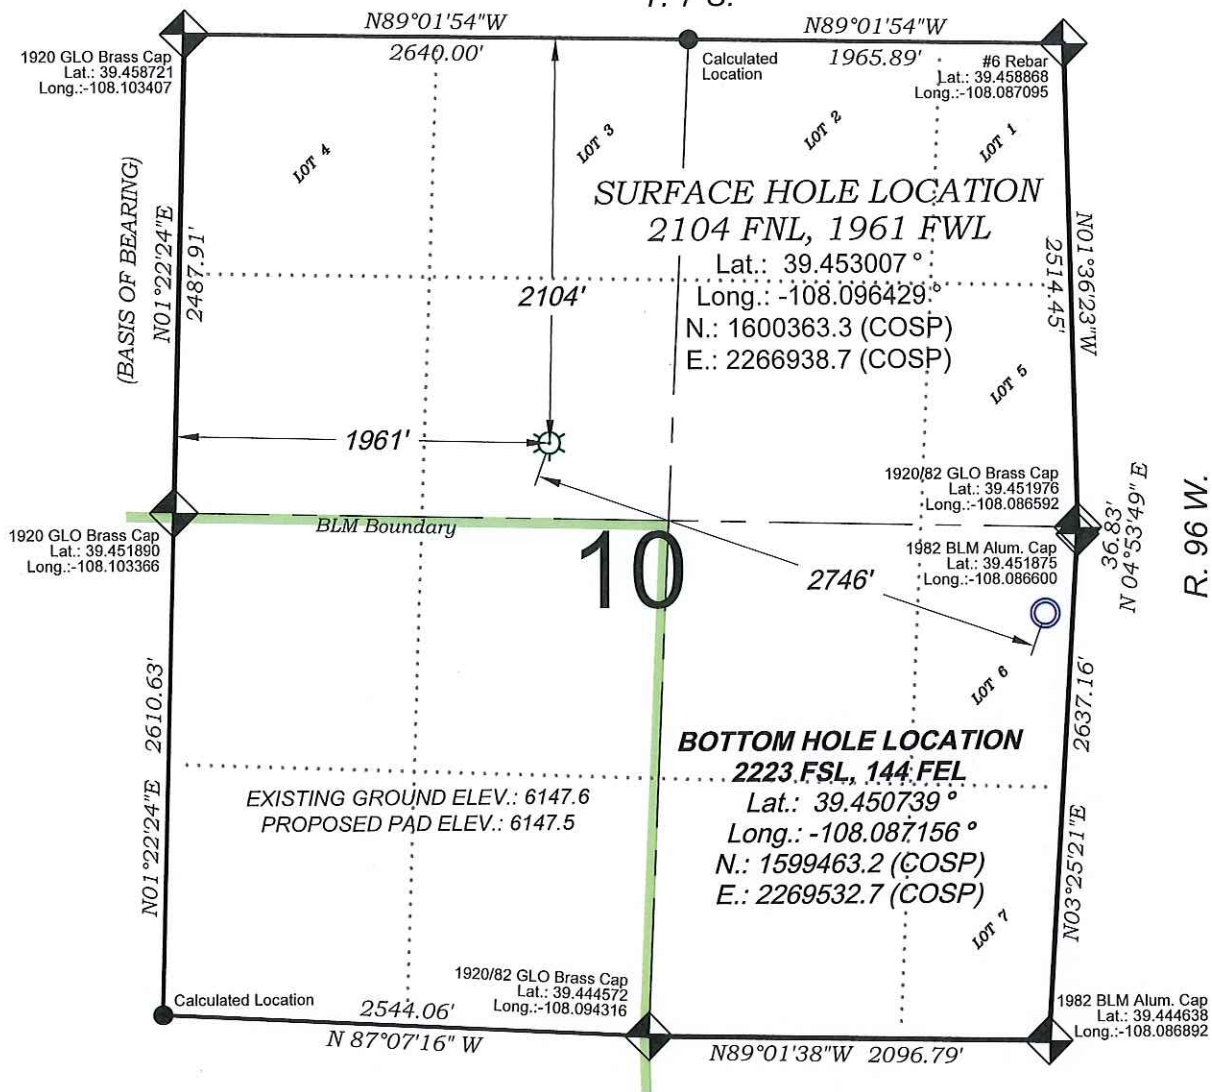 N89°01'54"W
2640.00'
N89°01'54"W
1965.89'
1920 GLO Brass Cap
Lat.: 39.458721
Long.:-108.103407
Calculated
Location
#6 Rebar
Lat.: 39.458868
Long.:-108.087095
LOT 4
LOT 3
LOT 2
LOT 1
(BASIS OF BEARING)
N01°22'24"E
2487.91'
SURFACE HOLE LOCATION
2104 FNL, 1961 FWL
Lat.: 39.453007 °
Long.: -108.096429 °
N.: 1600363.3 (COSP)
E.: 2266938.7 (COSP)
2104'
N01°36'23"W
2514.45'
LOT 5
1961'
1920/82 GLO Brass Cap
Lat.: 39.451976
Long.:-108.086592
BLM Boundary
1920 GLO Brass Cap
Lat.: 39.451890
Long.:-108.103366
10
1982 BLM Alum. Cap
Lat.: 39.451875
Long.:-108.086600
36.83'
N 04°53'49" E
R. 96 W.
2746'
LOT 6
2610.63'
N01°22'24"E
2637.16'
N03°25'21"E
BOTTOM HOLE LOCATION
2223 FSL, 144 FEL
Lat.: 39.450739 °
Long.: -108.087156 °
N.: 1599463.2 (COSP)
E.: 2269532.7 (COSP)
EXISTING GROUND ELEV.: 6147.6
PROPOSED PAD ELEV.: 6147.5
LOT 7
1920/82 GLO Brass Cap
Lat.: 39.444572
Long.:-108.094316
Calculated Location
2544.06'
N 87°07'16" W
N89°01'38"W 2096.79'
1982 BLM Alum. Cap
Lat.: 39.444638
Long.:-108.086892